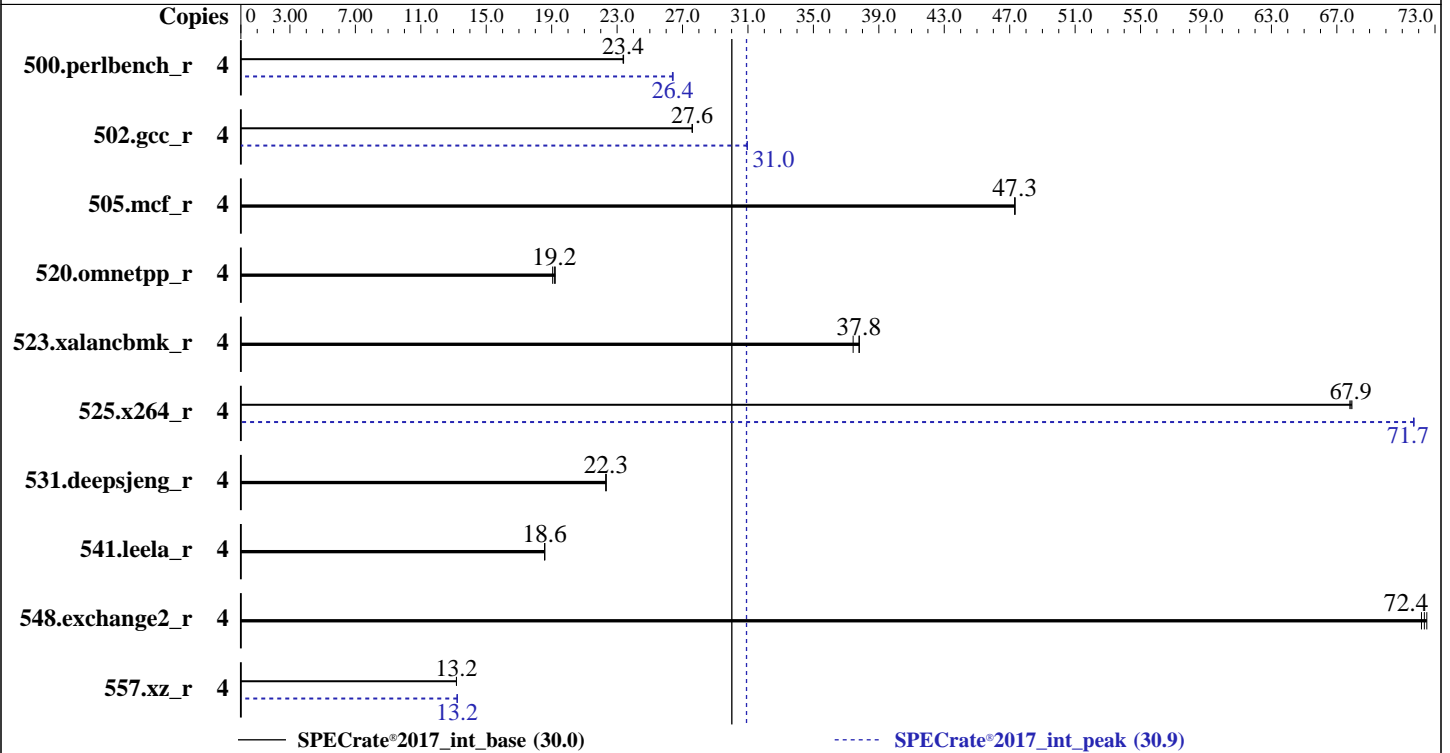 Copies 0 3.00 7.00 11.0 15.0 19.0 23.0 27.0 31.0 35.0 39.0 43.0 47.0 51.0 55.0 59.0 63.0 67.0 73.0
500.perlbench_r 4 23.4
26.4
502.gcc_r 4 27.6
31.0
505.mcf_r 4 47.3
520.omnetpp_r 4 19.2
523.xalancbmk_r 4 37.8
525.x264_r 4 67.9
71.7
531.deepsjeng_r 4 22.3
541.leela_r 4 18.6
548.exchange2_r 4 72.4
557.xz_r 4 13.2
13.2
SPECrate®2017_int_base (30.0) SPECrate®2017_int_peak (30.9)